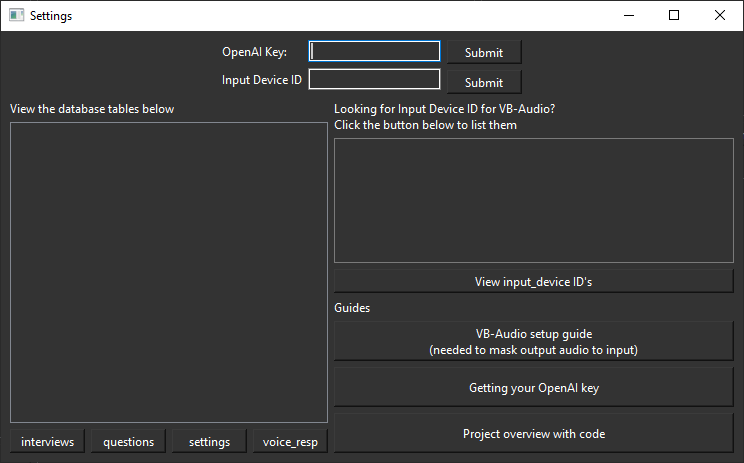 Settings
OpenAI Key:
Submit
Input Device ID
Submit
View the database tables below
Looking for Input Device ID for VB-Audio?
Click the button below to list them
View input_device ID's
Guides
VB-Audio setup guide
(needed to mask output audio to input)
Getting your OpenAI key
Project overview with code
interviews
questions
settings
voice_resp